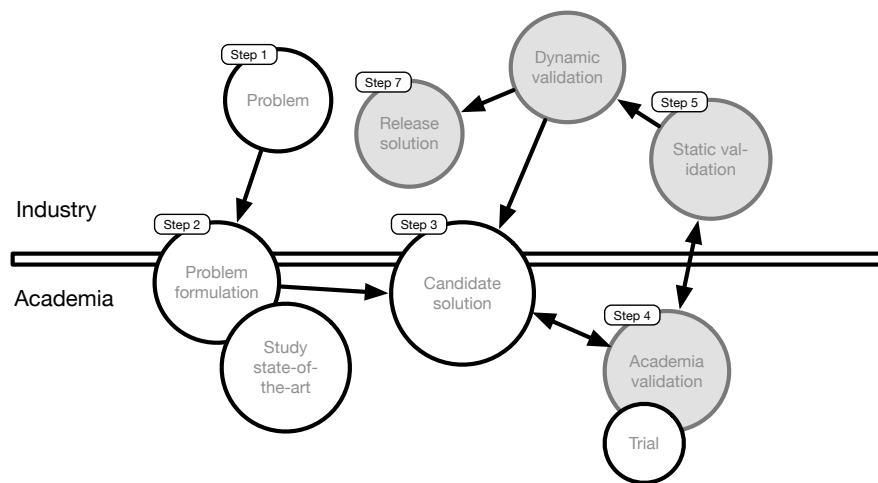 Step 1
Problem
Step 7
Release
solution
Dynamic
validation
Step 5
Static val-
idation
Industry
Step 2
Problem
formulation
Step 3
Candidate
solution
Academia
Study
state-of-
the-art
Step 4
Academia
validation
Trial